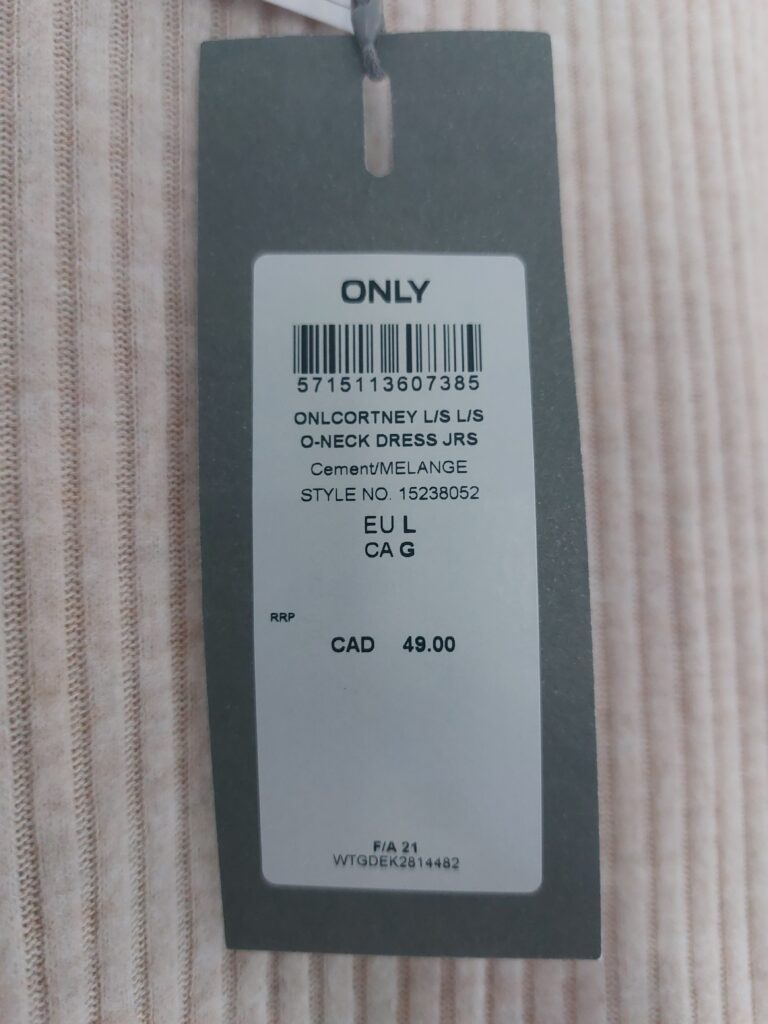 ONLY
5715113607385
ONLCORTNEY L/S L/S
O-NECK DRESS JRS
Cement/MELANGE
STYLE NO. 15238052
EU L
CA G
RRP
CAD 49.00
F/A 21
WTGDEK2814482